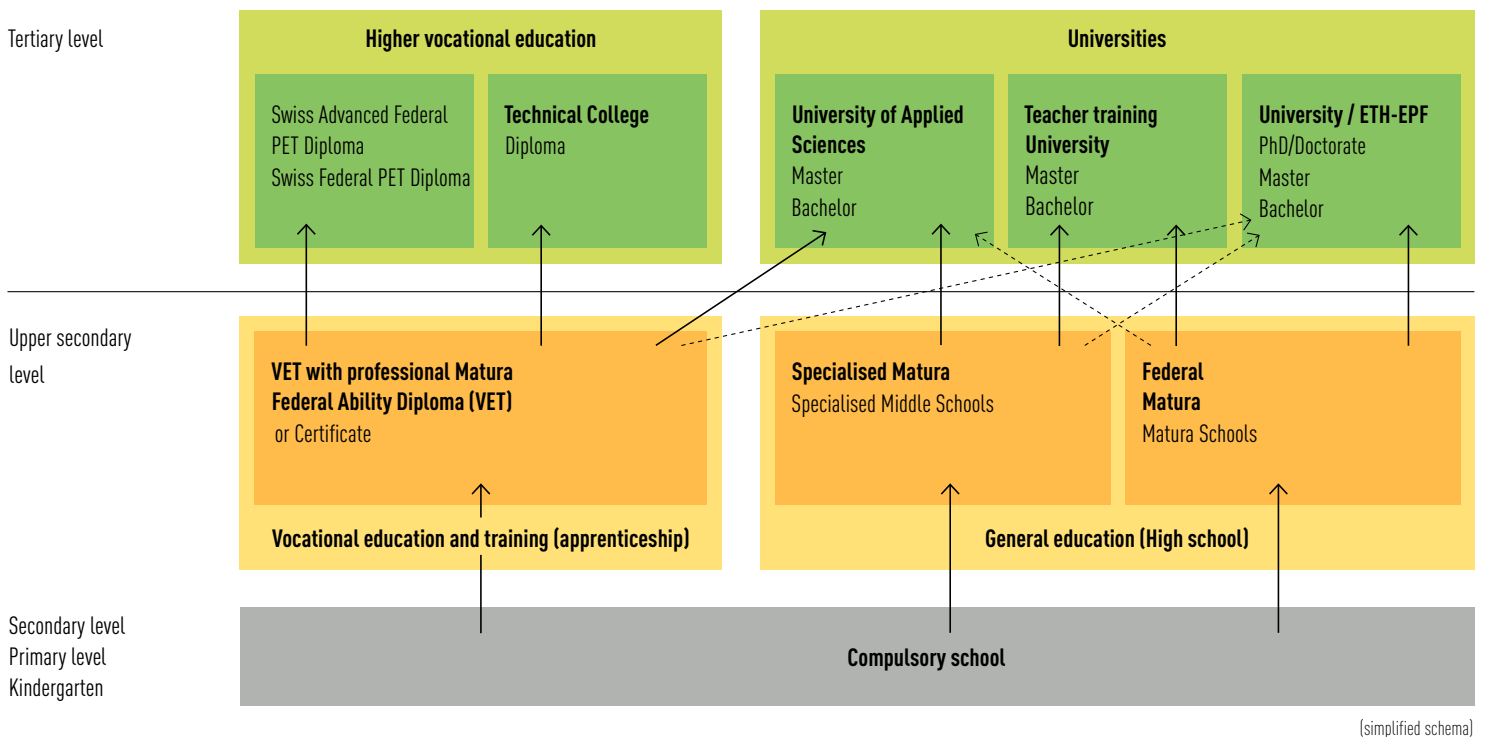 Tertiary level
Higher vocational education
Universities
Swiss Advanced Federal
PET Diploma
Swiss Federal PET Diploma
Technical College
Diploma
University of Applied
Sciences
Master
Bachelor
Teacher training
University
Master
Bachelor
University / ETH-EPF
PhD/Doctorate
Master
Bachelor
Upper secondary
level
VET with professional Matura
Federal Ability Diploma (VET)
or Certificate
Vocational education and training (apprenticeship)
Specialised Matura
Specialised Middle Schools
Federal
Matura
Matura Schools
General education (High school)
Secondary level
Primary level
Kindergarten
Compulsory school
(simplified schema)